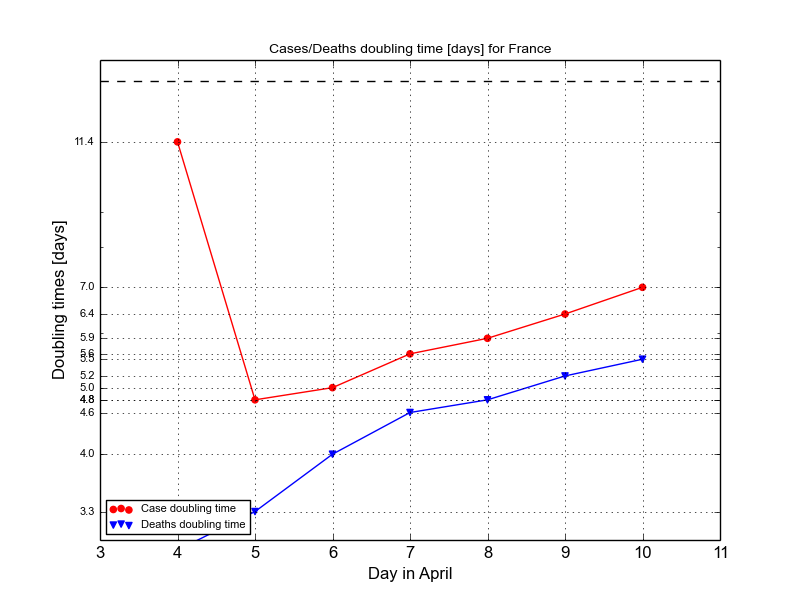 Cases/Deaths doubling time [days] for France
Doubling times [days]
11.4
7.0
6.4
5.9
5.6
5.5
5.2
5.0
4.8
4.6
4.0
3.3
Case doubling time
Deaths doubling time
3 4 5 6 7 8 9 10 11
Day in April